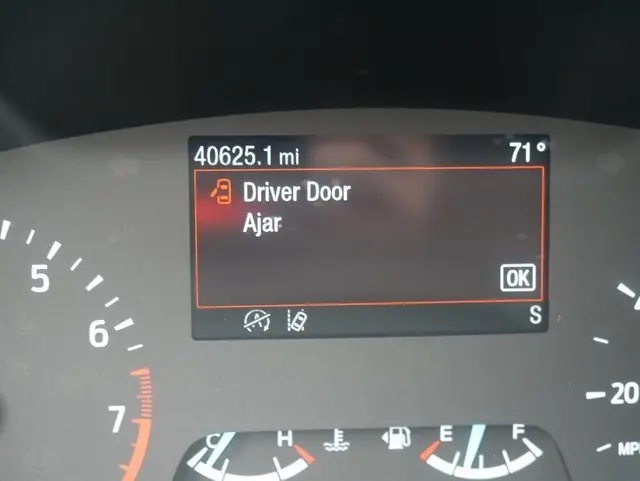 40625.1 mi 71°
Driver Door
Ajar
OK
S
5
6
7
20
C H E F